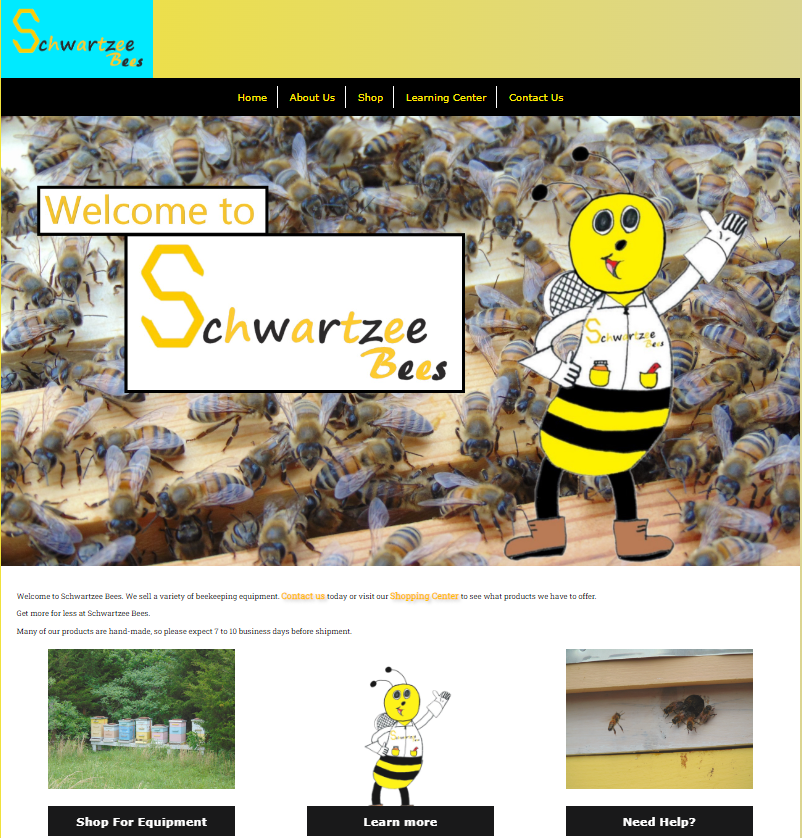 Schwartzee
Bees
Home
About Us
Shop
Learning Center
Contact Us
Welcome to
Schwartzee
Bees
Schwartzee
Bees
Welcome to Schwartzee Bees. We sell a variety of beekeeping equipment. Contact us today or visit our Shopping Center to see what products we have to offer.
Get more for less at Schwartzee Bees.
Many of our products are hand-made, so please expect 7 to 10 business days before shipment.
Shop For Equipment
Learn more
Need Help?